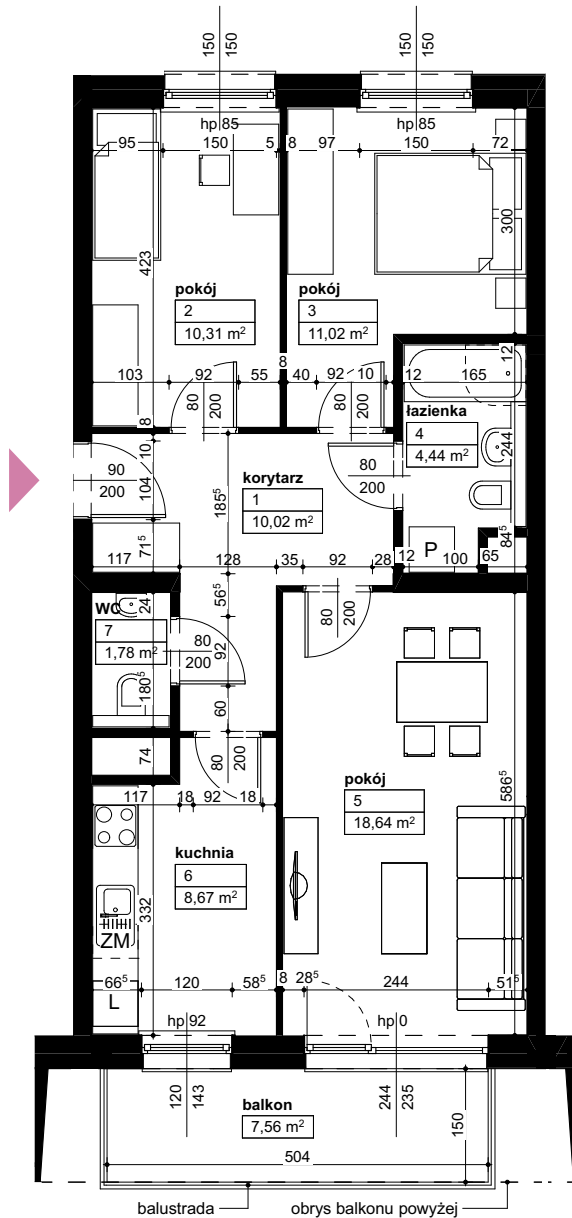 150 150 150 150
hp 85 hp 85
95 150 5 8 97 150 72
300
423
pokój
2
10,31 m²
pokój
3
11,02 m²
8
12
103 92 55 40 92 10 12 165
80 200
80 200
8
łazienka
4
4,44 m²
244
10
90 200
104
korytarz
1
10,02 m²
80 200
185⁵
71⁵
P
84⁵
117 128 35 92 28 12 100 65
56⁵
80 200
WC
24
7
1,78 m²
80 200
92
180⁵
60
74
80 200
pokój
5
18,64 m²
586⁵
117 18 92 18
kuchnia
6
8,67 m²
332
ZM
66⁵ 120 58⁵ 8 28⁵ 244 51⁵
L
hp 92 hp 0
120 143
244 235
balkon
7,56 m²
150
504
balustrada obrys balkonu powyżej